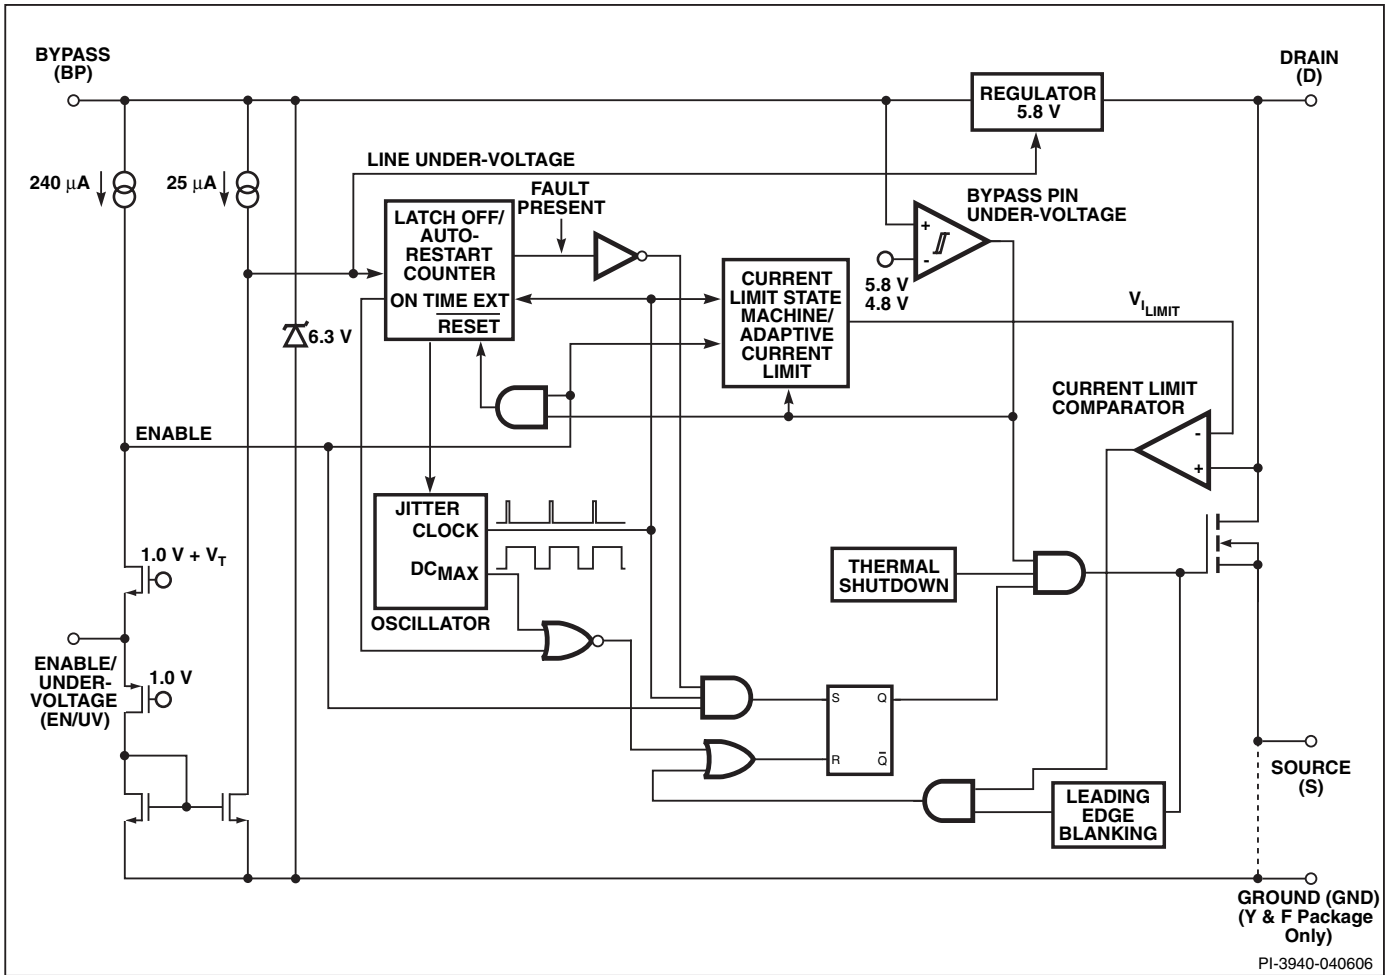 BYPASS
(BP)
DRAIN
(D)
REGULATOR
5.8 V
LINE UNDER-VOLTAGE
240 μA
25 μA
FAULT
PRESENT
BYPASS PIN
UNDER-VOLTAGE
LATCH OFF/
AUTO-
RESTART
COUNTER
ON TIME EXT
RESET
+
-
5.8 V
4.8 V
CURRENT
LIMIT STATE
MACHINE/
ADAPTIVE
CURRENT
LIMIT
VILIMIT
6.3 V
CURRENT LIMIT
COMPARATOR
-
+
ENABLE
JITTER
CLOCK
DCMAX
OSCILLATOR
1.0 V + VT
THERMAL
SHUTDOWN
ENABLE/
UNDER-
VOLTAGE
(EN/UV)
1.0 V
S Q
R Q̅
SOURCE
(S)
LEADING
EDGE
BLANKING
GROUND (GND)
(Y & F Package
Only)
PI-3940-040606